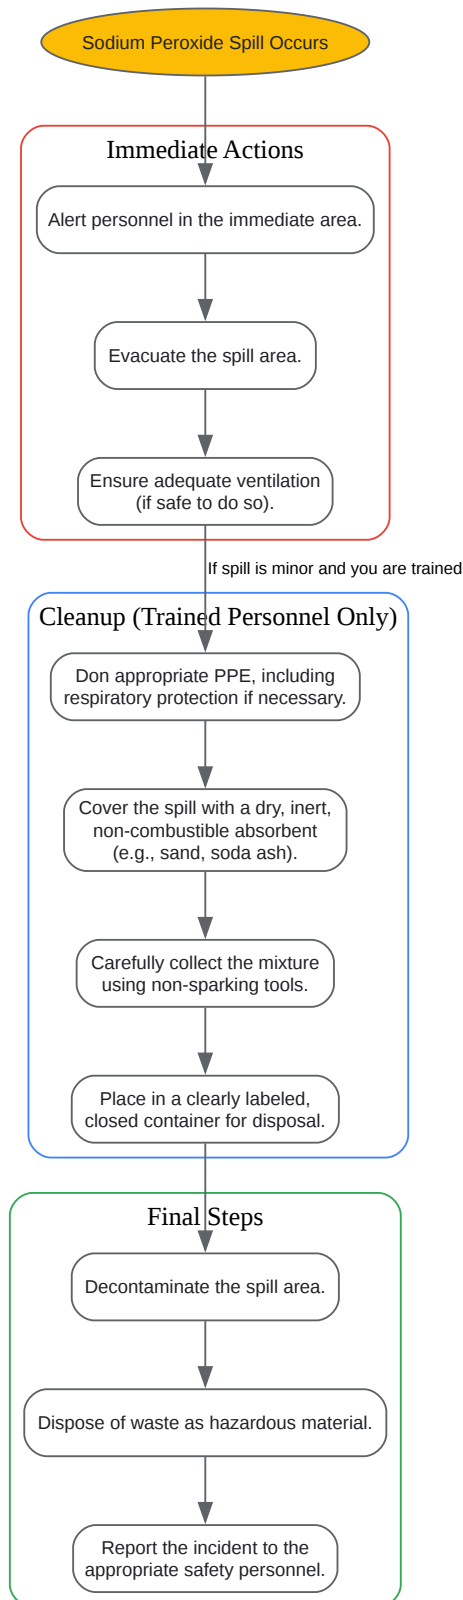 Sodium Peroxide Spill Occurs
Immediate Actions
Alert personnel in the immediate area.
Evacuate the spill area.
Ensure adequate ventilation
(if safe to do so).
If spill is minor and you are trained
Cleanup (Trained Personnel Only)
Don appropriate PPE, including
respiratory protection if necessary.
Cover the spill with a dry, inert,
non-combustible absorbent
(e.g., sand, soda ash).
Carefully collect the mixture
using non-sparking tools.
Place in a clearly labeled,
closed container for disposal.
Final Steps
Decontaminate the spill area.
Dispose of waste as hazardous material.
Report the incident to the
appropriate safety personnel.